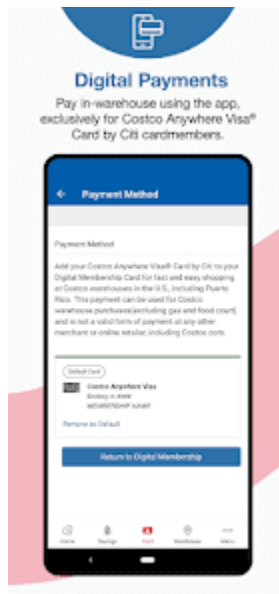 Digital Payments
Pay in-warehouse using the app,
exclusively for Costco Anywhere Visa®
Card by Citi cardmembers.
Payment Method
Payment Method
Add your Costco Anywhere Visa® Card by Citi to your
Digital Membership Card for fast and easy shopping
at Costco warehouses in the U.S., including Puerto
Rico. This payment can be used for Costco
warehouse purchases(excluding gas and food court)
and is not a valid form of payment at any other
merchant or online retailer, including Costco.com.
Default Card
Costco Anywhere Visa
Ending in
Remove as Default
Return to Digital Membership
Home Savings Card Warehouse Menu